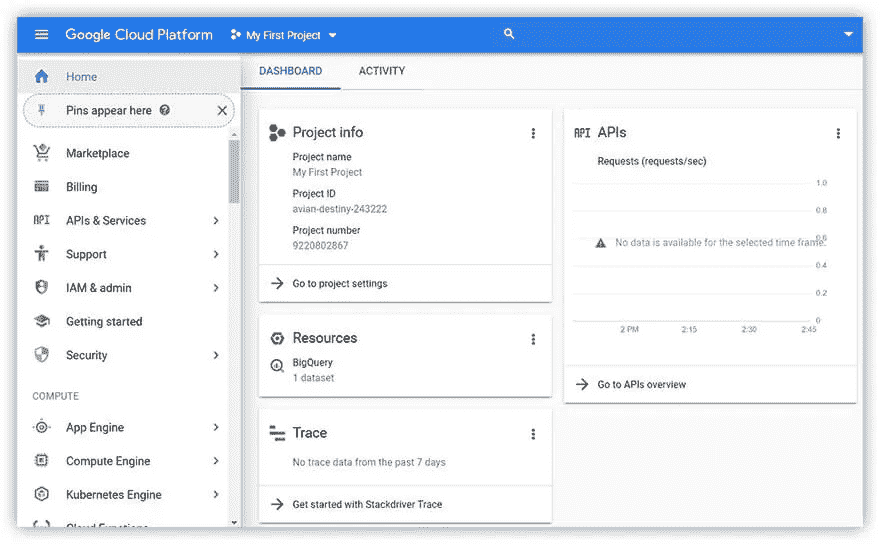 Google Cloud Platform
My First Project
Home
Pins appear here
Marketplace
Billing
API
APIs & Services
Support
IAM & admin
Getting started
Security
COMPUTE
App Engine
Compute Engine
Kubernetes Engine
Cloud Functions
DASHBOARD
ACTIVITY
Project info
Project name
My First Project
Project ID
avian-destiny-243222
Project number
9220802867
Go to project settings
Resources
BigQuery
1 dataset
Trace
No trace data from the past 7 days
Get started with Stackdriver Trace
API APIs
Requests (requests/sec)
1.0
0.8
0.6
No data is available for the selected time frame.
0.4
0.2
0
2 PM 2:15 2:30 2:45
Go to APIs overview